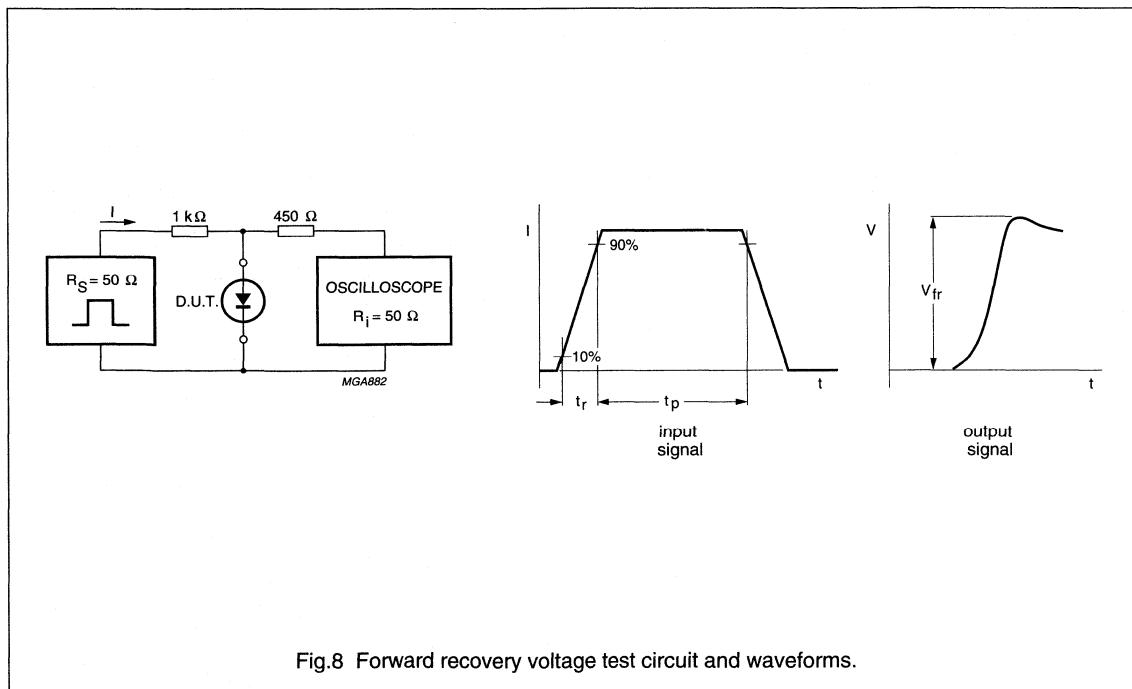 I
1 kΩ
450 Ω
R_S = 50 Ω
D.U.T.
OSCILLOSCOPE
R_i = 50 Ω
MGA882
I
90%
10%
t
t_r
t_p
input
signal
V
V_fr
t
output
signal
Fig.8 Forward recovery voltage test circuit and waveforms.